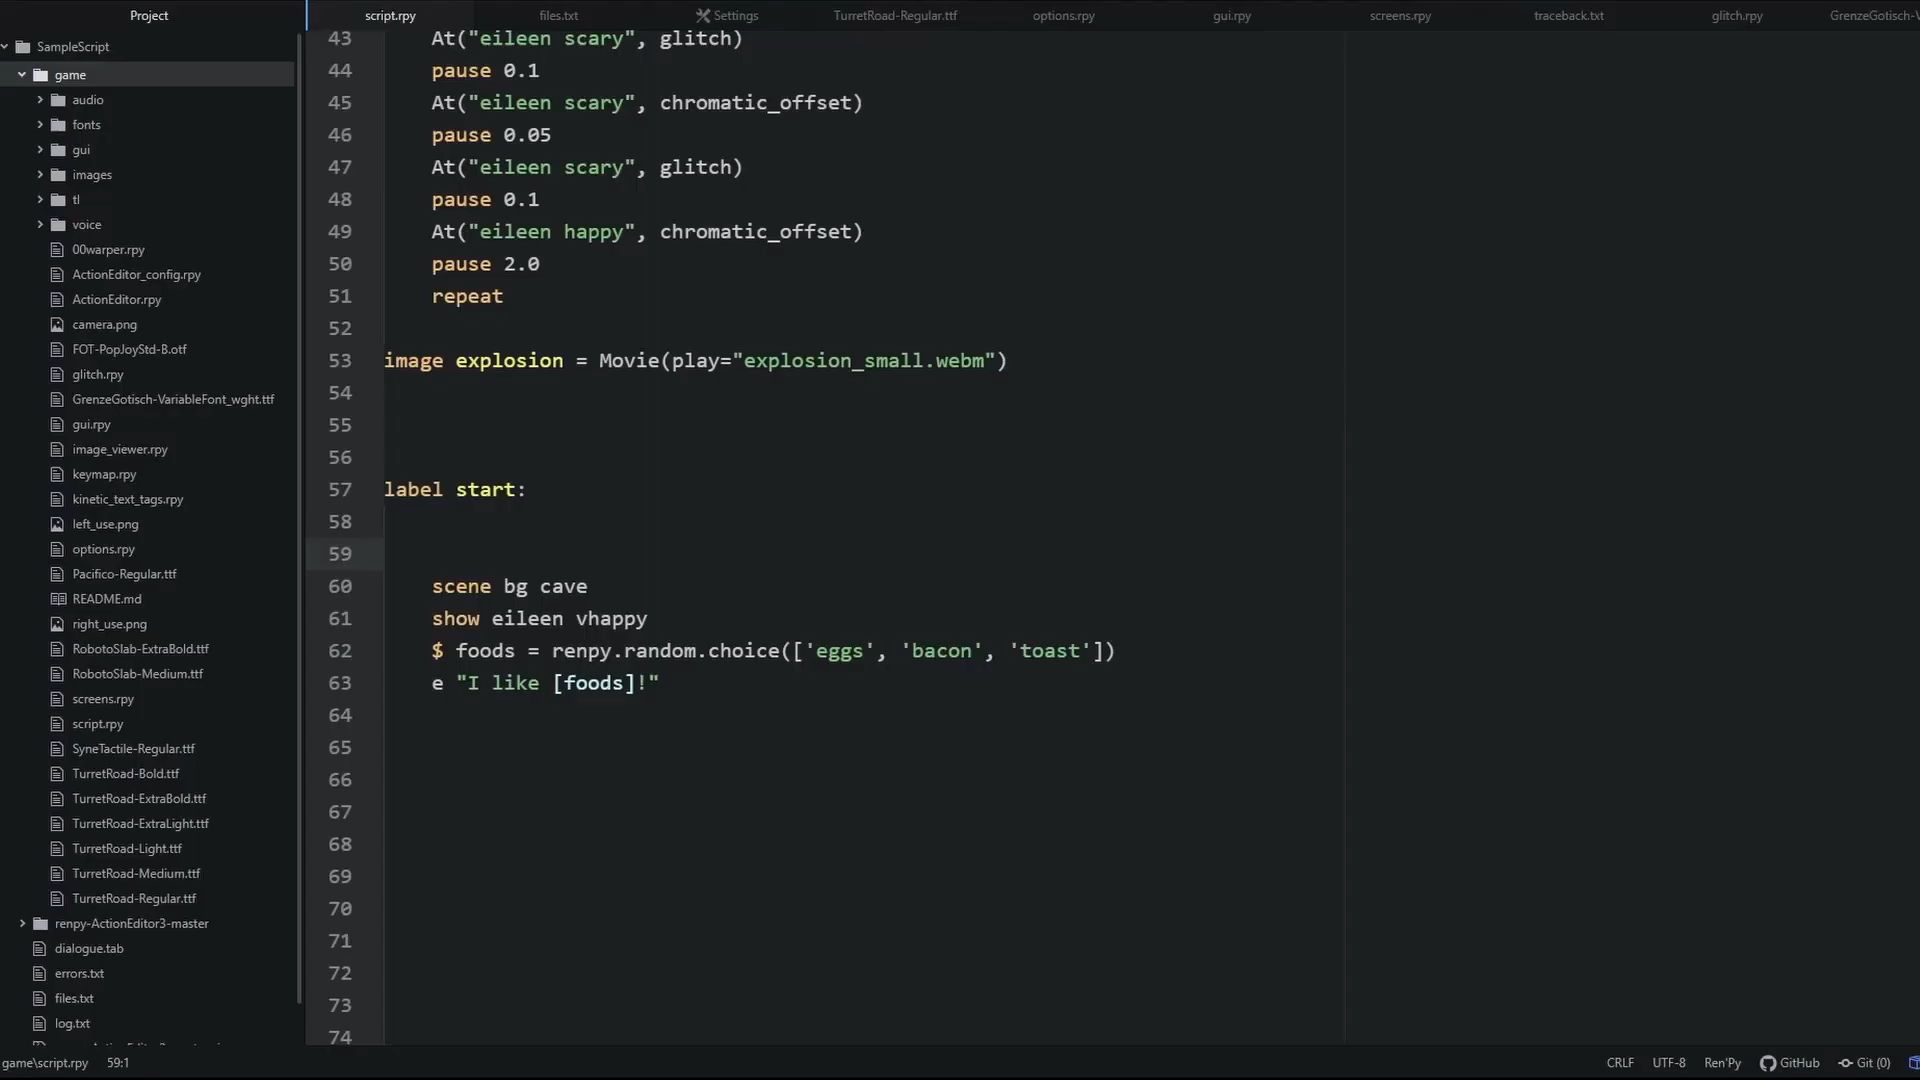 Project
SampleScript
game
audio
fonts
gui
images
tl
voice
00warper.rpy
ActionEditor_config.rpy
ActionEditor.rpy
camera.png
FOT-PopJoyStd-B.otf
glitch.rpy
GrenzeGotisch-VariableFont_wght.ttf
gui.rpy
image_viewer.rpy
keymap.rpy
kinetic_text_tags.rpy
left_use.png
options.rpy
Pacifico-Regular.ttf
README.md
right_use.png
RobotoSlab-ExtraBold.ttf
RobotoSlab-Medium.ttf
screens.rpy
script.rpy
SyneTactile-Regular.ttf
TurretRoad-Bold.ttf
TurretRoad-ExtraBold.ttf
TurretRoad-ExtraLight.ttf
TurretRoad-Light.ttf
TurretRoad-Medium.ttf
TurretRoad-Regular.ttf
renpy-ActionEditor3-master
dialogue.tab
errors.txt
files.txt
log.txt
script.rpy files.txt Settings TurretRoad-Regular.ttf options.rpy gui.rpy screens.rpy traceback.txt glitch.rpy GrenzeGotisch-V
43 At("eileen scary", glitch)
44 pause 0.1
45 At("eileen scary", chromatic_offset)
46 pause 0.05
47 At("eileen scary", glitch)
48 pause 0.1
49 At("eileen happy", chromatic_offset)
50 pause 2.0
51 repeat
52
53 image explosion = Movie(play="explosion_small.webm")
54
55
56
57 label start:
58
59
60 scene bg cave
61 show eileen vhappy
62 $ foods = renpy.random.choice(['eggs', 'bacon', 'toast'])
63 e "I like [foods]!"
64
65
66
67
68
69
70
71
72
73
74
game\script.rpy 59:1 CRLF UTF-8 Ren'Py GitHub Git (0)